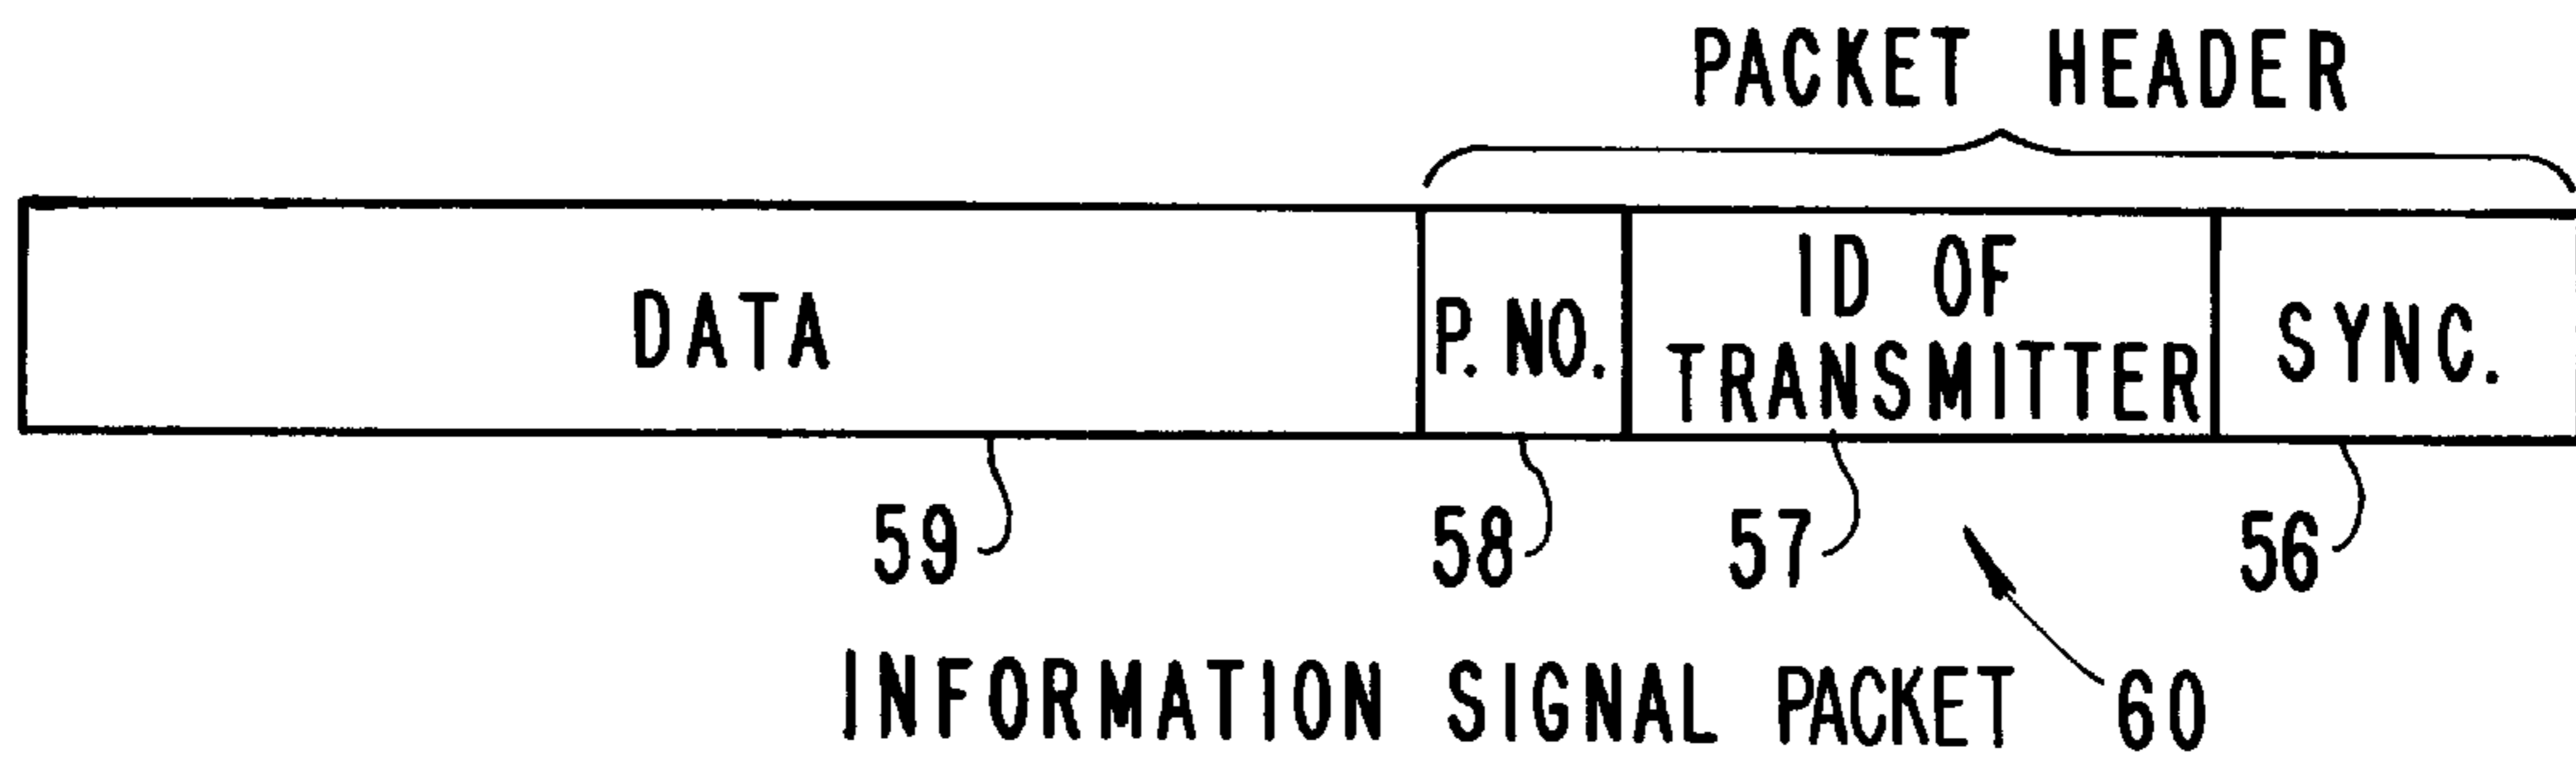 PACKET HEADER
DATA
P. NO.
ID OF
TRANSMITTER
SYNC.
59
58
57
56
INFORMATION SIGNAL PACKET
60